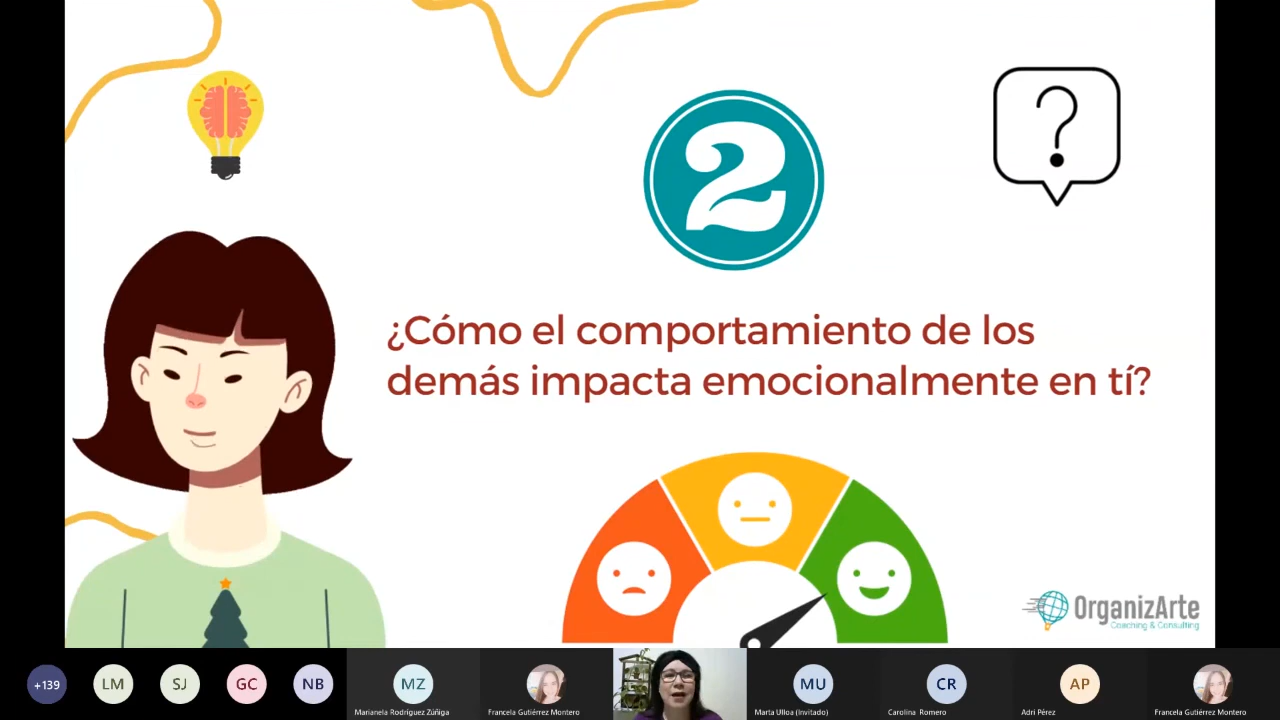 2
?
¿Cómo el comportamiento de los
demás impacta emocionalmente en tí?
OrganizArte
Coaching & Consulting
+139
LM
SJ
GC
NB
MZ
Marianela Rodríguez Zúñiga
Francela Gutiérrez Montero
MU
Marta Ulloa (Invitado)
CR
Carolina Romero
AP
Adri Pérez
Francela Gutiérrez Montero